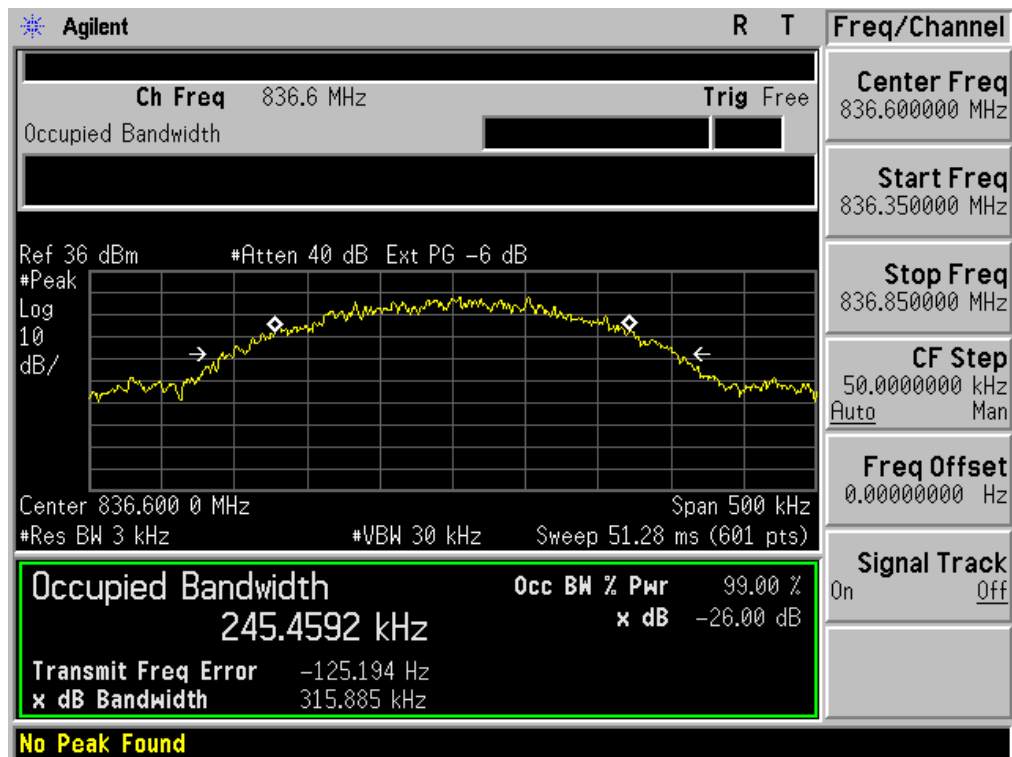 Agilent R T
Ch Freq 836.6 MHz Trig Free
Occupied Bandwidth
Ref 36 dBm #Atten 40 dB Ext PG -6 dB
#Peak
Log
10
dB/
Center 836.600 0 MHz Span 500 kHz
#Res BW 3 kHz #VBW 30 kHz Sweep 51.28 ms (601 pts)
Occupied Bandwidth
245.4592 kHz
Occ BW % Pwr 99.00 %
x dB -26.00 dB
Transmit Freq Error -125.194 Hz
x dB Bandwidth 315.885 kHz
No Peak Found
Freq/Channel
Center Freq
836.600000 MHz
Start Freq
836.350000 MHz
Stop Freq
836.850000 MHz
CF Step
50.0000000 kHz
Auto Man
Freq Offset
0.00000000 Hz
Signal Track
On Off